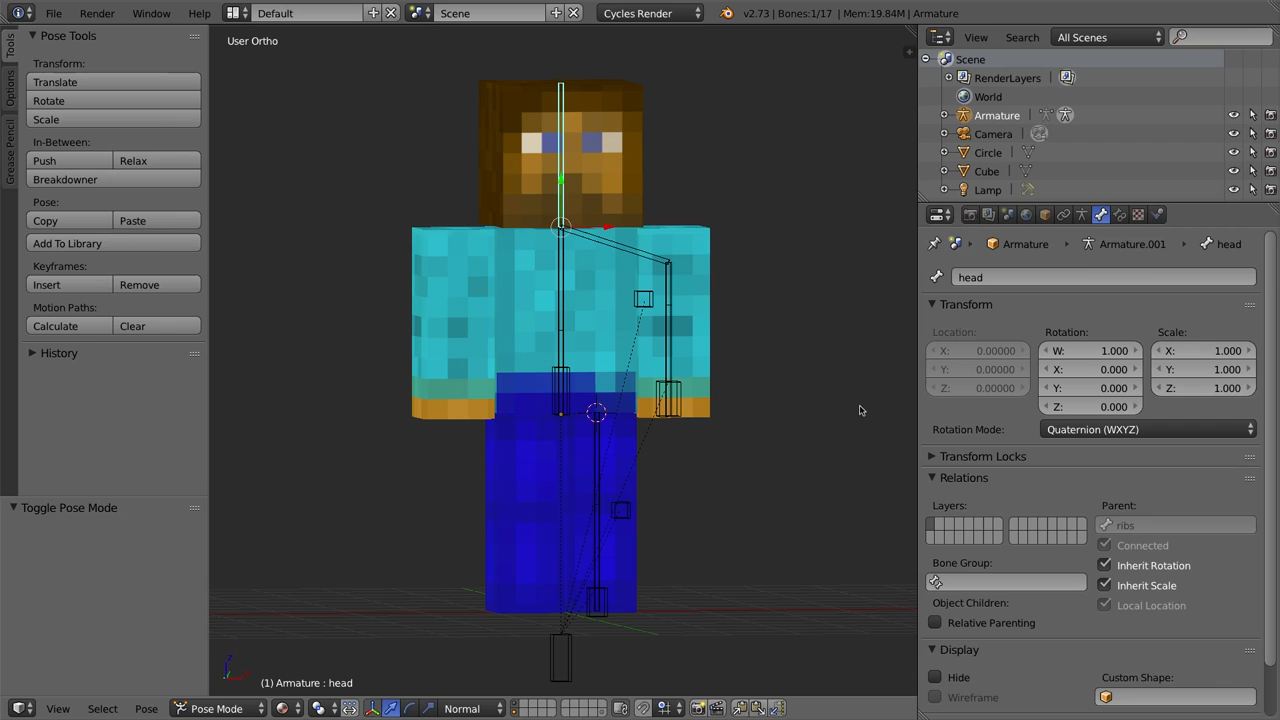 File Render Window Help Default Scene Cycles Render v2.73 | Bones:1/17 | Mem:19.84M | Armature
Tools
Options
Grease Pencil
Pose Tools
Transform:
Translate
Rotate
Scale
In-Between:
Push Relax
Breakdowner
Pose:
Copy Paste
Add To Library
Keyframes:
Insert Remove
Motion Paths:
Calculate Clear
History
Toggle Pose Mode
User Ortho
z
(1) Armature : head
View Select Pose Pose Mode Normal
View Search All Scenes
Scene
RenderLayers
World
Armature
Camera
Circle
Cube
Lamp
Armature Armature.001 head
head
Transform
Location: Rotation: Scale:
X: 0.00000 W: 1.000 X: 1.000
Y: 0.00000 X: 0.000 Y: 1.000
Z: 0.00000 Y: 0.000 Z: 1.000
Z: 0.000
Rotation Mode: Quaternion (WXYZ)
Transform Locks
Relations
Layers: Parent:
ribs
Connected
Bone Group: Inherit Rotation
Inherit Scale
Object Children: Local Location
Relative Parenting
Display
Hide Custom Shape:
Wireframe